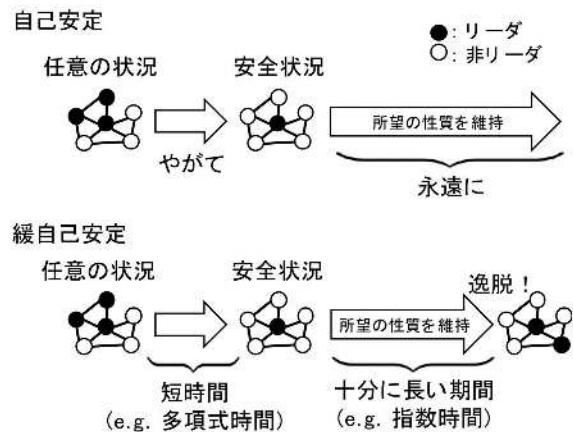 自己安定
●: リーダ
○: 非リーダ
任意の状況
安全状況
やがて
所望の性質を維持
永遠に
緩自己安定
任意の状況
安全状況
逸脱！
所望の性質を維持
短時間
(e.g. 多項式時間)
十分に長い期間
(e.g. 指数時間)